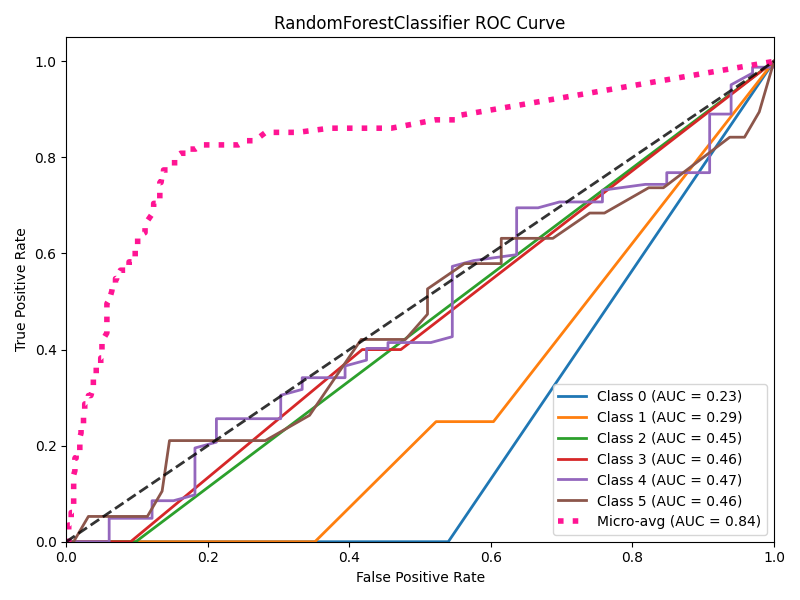 RandomForestClassifier ROC Curve
True Positive Rate
1.0
0.8
0.6
0.4
0.2
0.0
Class 0 (AUC = 0.23)
Class 1 (AUC = 0.29)
Class 2 (AUC = 0.45)
Class 3 (AUC = 0.46)
Class 4 (AUC = 0.47)
Class 5 (AUC = 0.46)
Micro-avg (AUC = 0.84)
0.0 0.2 0.4 0.6 0.8 1.0
False Positive Rate